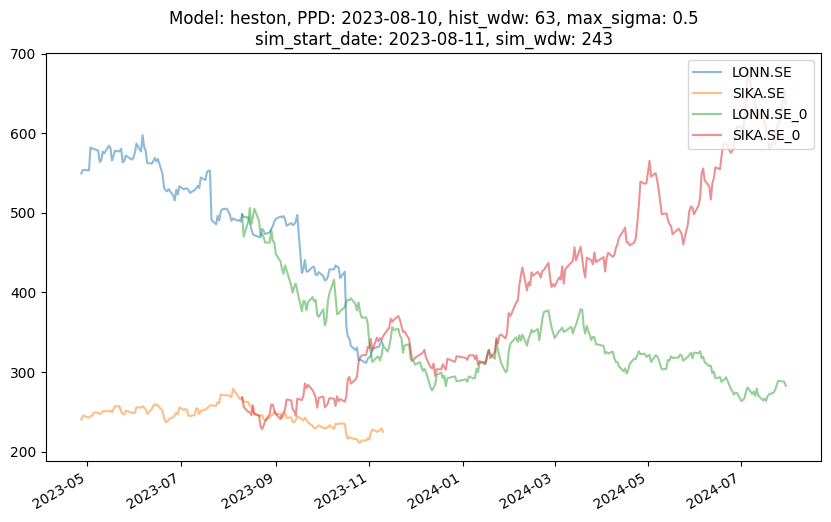 Model: heston, PPD: 2023-08-10, hist_wdw: 63, max_sigma: 0.5
sim_start_date: 2023-08-11, sim_wdw: 243
700
600
500
400
300
200
LONN.SE
SIKA.SE
LONN.SE_0
SIKA.SE_0
2023-05
2023-07
2023-09
2023-11
2024-01
2024-03
2024-05
2024-07